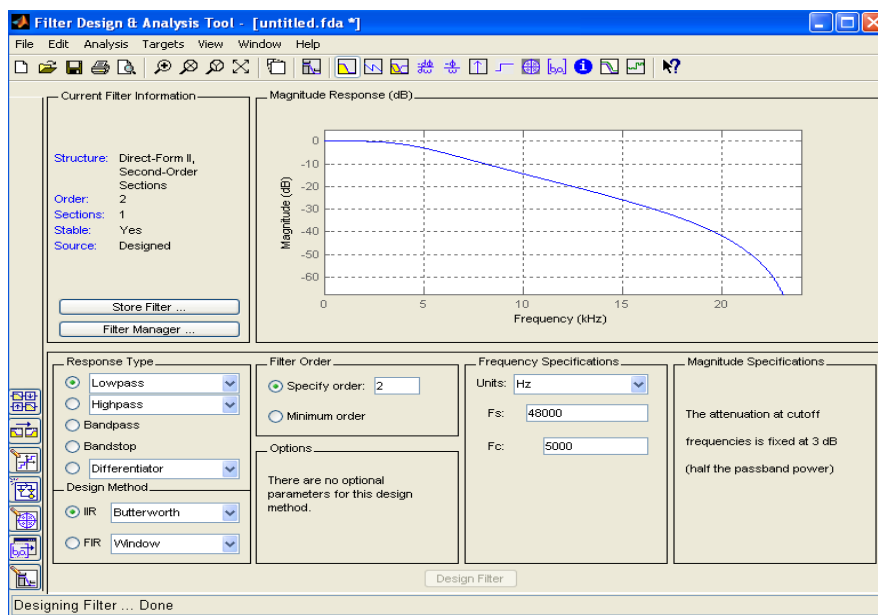 Filter Design & Analysis Tool - [untitled.fda *]
File Edit Analysis Targets View Window Help
Current Filter Information
Structure: Direct-Form II,
Second-Order
Sections
Order: 2
Sections: 1
Stable: Yes
Source: Designed
Store Filter ...
Filter Manager ...
Magnitude Response (dB)
0
-10
-20
-30
-40
-50
-60
Magnitude (dB)
0 5 10 15 20
Frequency (kHz)
Response Type
Lowpass
Highpass
Bandpass
Bandstop
Differentiator
Design Method
IIR Butterworth
FIR Window
Filter Order
Specify order: 2
Minimum order
Options
There are no optional
parameters for this design
method.
Frequency Specifications
Units: Hz
Fs: 48000
Fc: 5000
Magnitude Specifications
The attenuation at cutoff
frequencies is fixed at 3 dB
(half the passband power)
Design Filter
Designing Filter ... Done